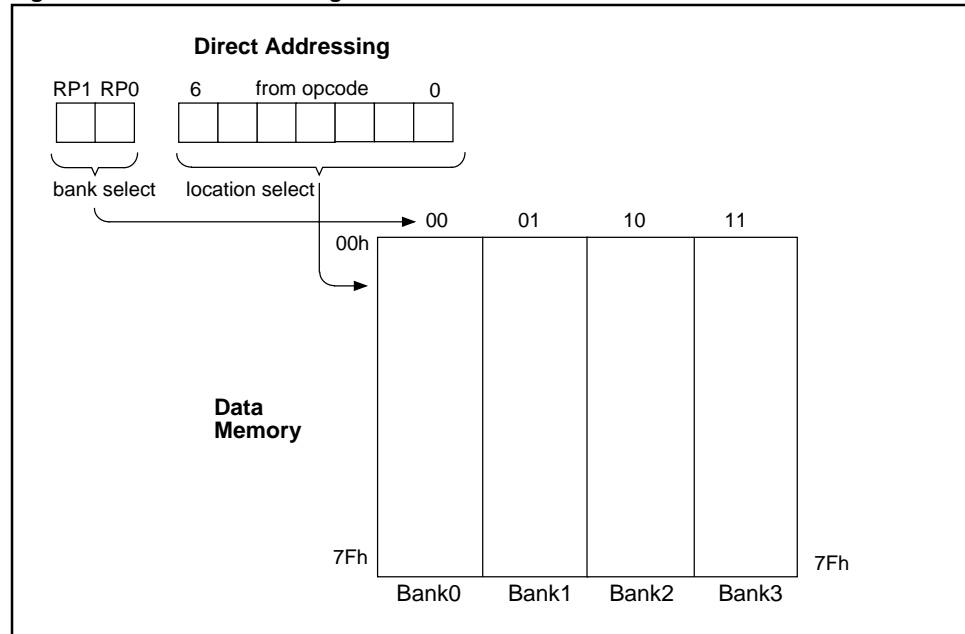 Direct Addressing
RP1 RP0 6 from opcode 0
bank select location select
00 01 10 11
00h
Data
Memory
7Fh 7Fh
Bank0 Bank1 Bank2 Bank3